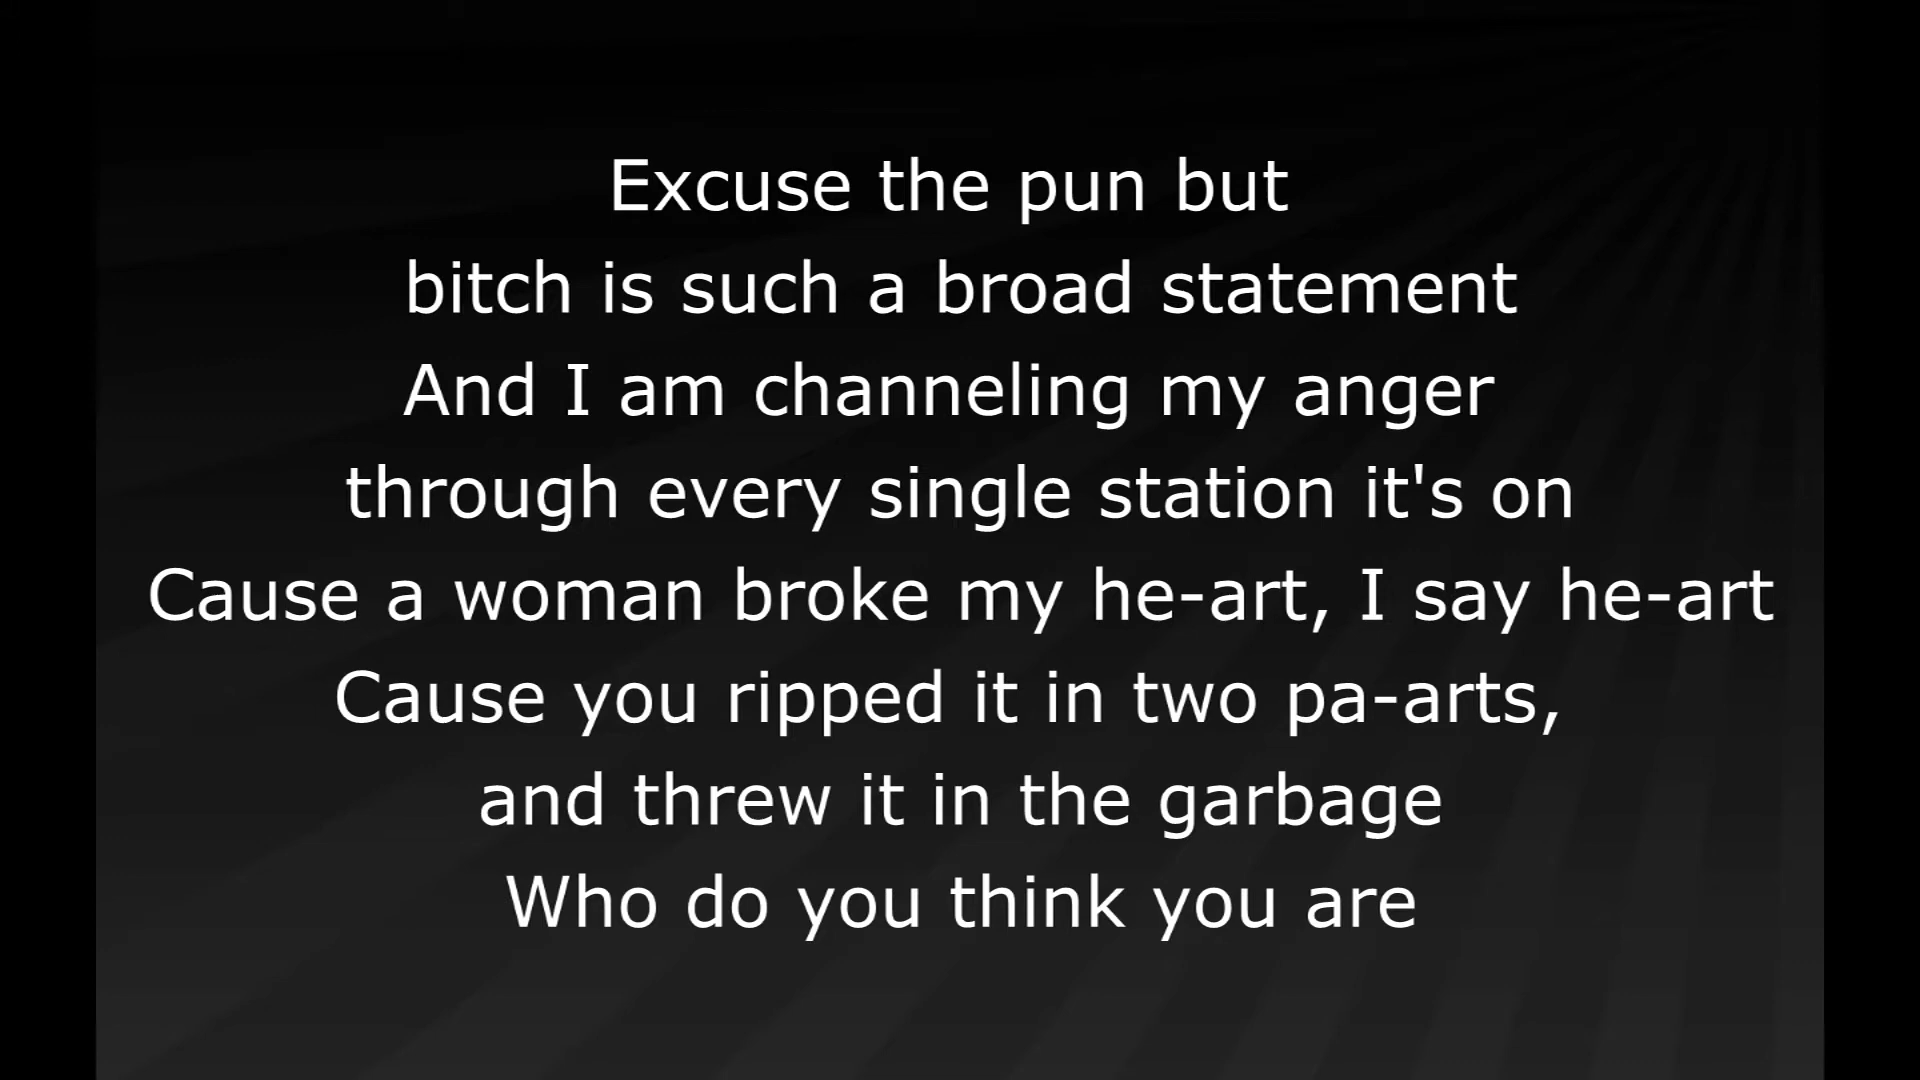 Excuse the pun but
bitch is such a broad statement
And I am channeling my anger
through every single station it's on
Cause a woman broke my he-art, I say he-art
Cause you ripped it in two pa-arts,
and threw it in the garbage
Who do you think you are